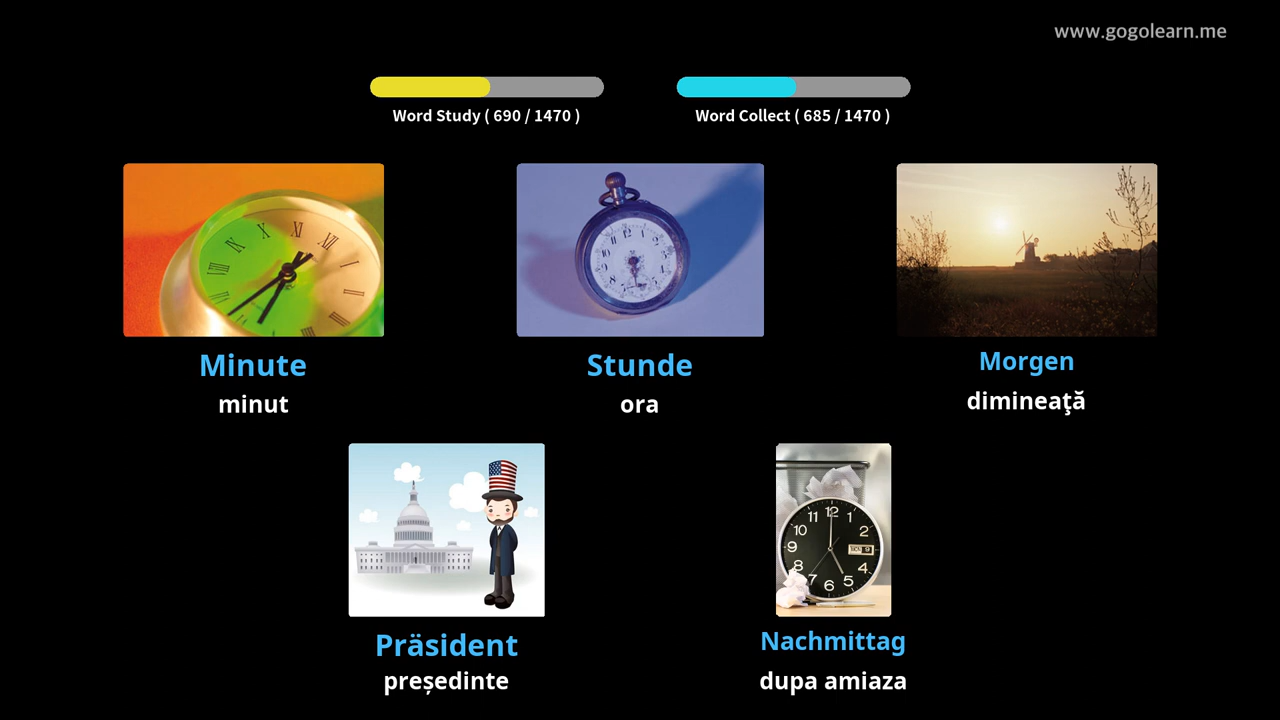 www.gogolearn.me
Word Study ( 690 / 1470 )
Word Collect ( 685 / 1470 )
Minute
minut
Stunde
ora
Morgen
dimineaţă
Präsident
președinte
Nachmittag
dupa amiaza